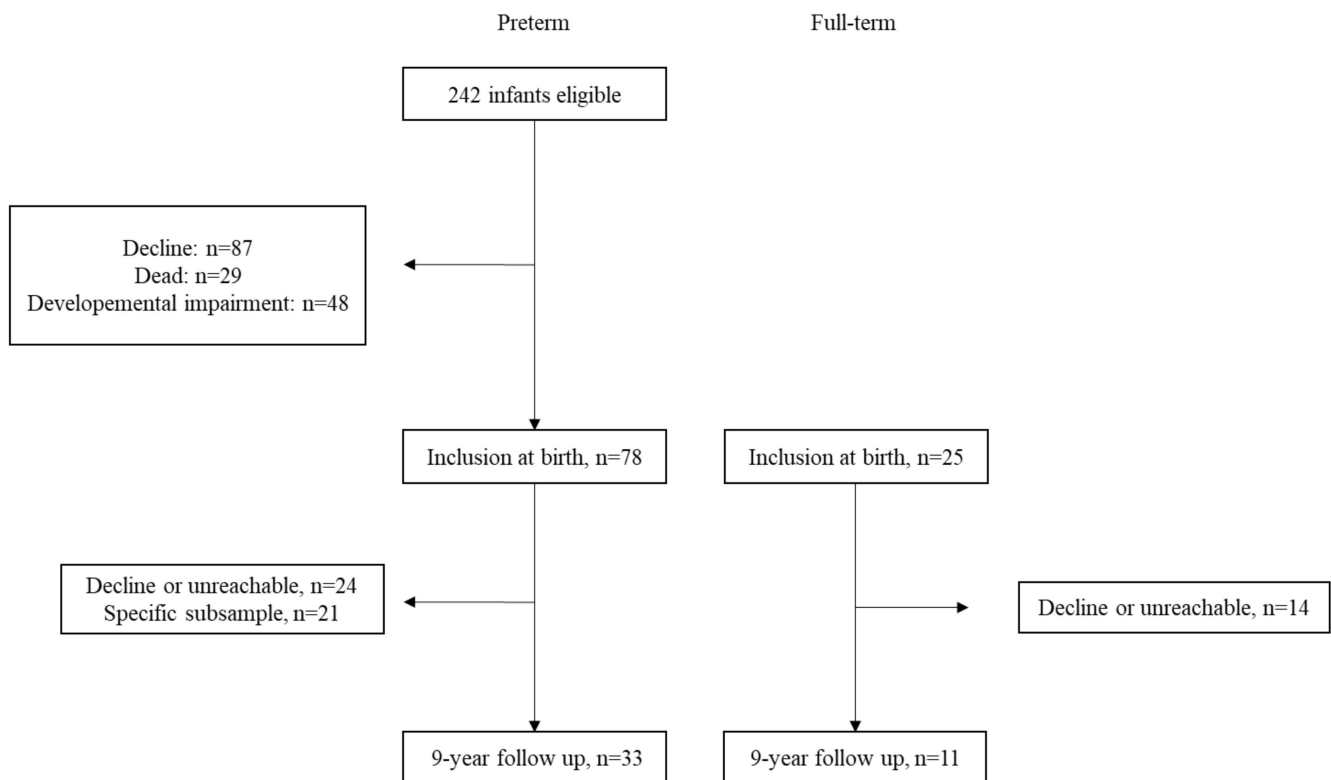 Preterm
Full-term
242 infants eligible
Decline: n=87
Dead: n=29
Developemental impairment: n=48
Inclusion at birth, n=78
Inclusion at birth, n=25
Decline or unreachable, n=24
Specific subsample, n=21
Decline or unreachable, n=14
9-year follow up, n=33
9-year follow up, n=11